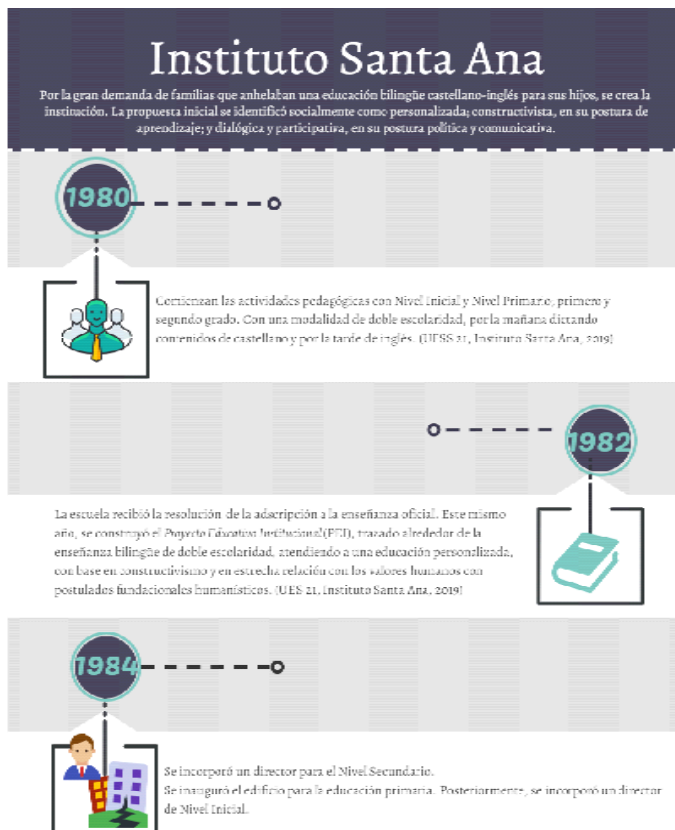 Instituto Santa Ana
Por la gran demanda de familias que anhelaban una educación bilingüe castellano-inglés para sus hijos, se crea la
institución. La propuesta inicial se identificó socialmente como personalizada; constructivista, en su postura de
aprendizaje; y dialógica y participativa, en su postura política y comunicativa.
1980
Comienzan las actividades pedagógicas con Nivel Inicial y Nivel Primario, primero y
segundo grado. Con una modalidad de doble escolaridad, por la mañana dictando
contenidos de castellano y por la tarde de inglés. (UESS 21, Instituto Santa Ana, 2019)
1982
La escuela recibió la resolución de la adscripción a la enseñanza oficial. Este mismo
año, se construyó el Proyecto Educativo Institucional (PEI), trazado alrededor de la
enseñanza bilingüe de doble escolaridad, atendiendo a una educación personalizada,
con base en constructivismo y en estrecha relación con los valores humanos con
postulados fundacionales humanísticos. (UES 21, Instituto Santa Ana, 2019)
1984
Se incorporó un director para el Nivel Secundario.
Se inauguró el edificio para la educación primaria. Posteriormente, se incorporó un director
de Nivel Inicial.